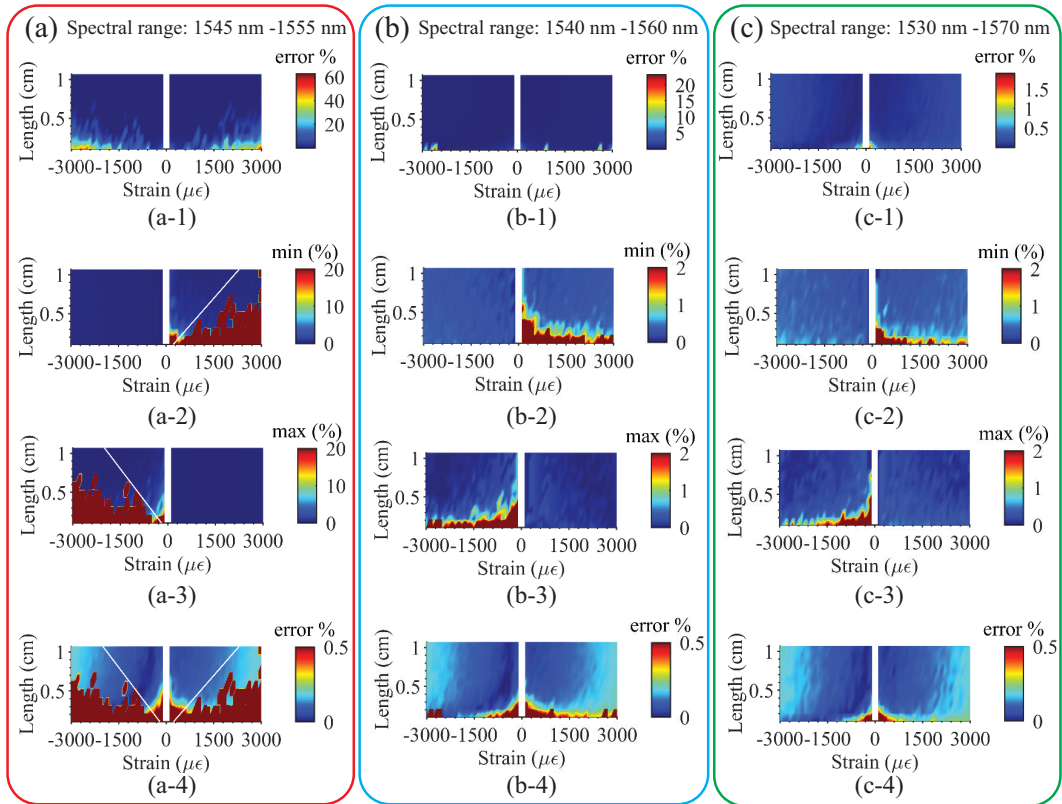 (a) Spectral range: 1545 nm -1555 nm
error %
Length (cm)
1
0.5
60
40
20
-3000-1500 0 1500 3000
Strain (με)
(a-1)
min (%)
Length (cm)
1
0.5
20
10
0
-3000-1500 0 1500 3000
Strain (με)
(a-2)
max (%)
Length (cm)
1
0.5
20
10
0
-3000-1500 0 1500 3000
Strain (με)
(a-3)
error %
Length (cm)
1
0.5
0.5
0
-3000-1500 0 1500 3000
Strain (με)
(a-4)
(b) Spectral range: 1540 nm -1560 nm
error %
Length (cm)
1
0.5
20
15
10
5
-3000-1500 0 1500 3000
Strain (με)
(b-1)
min (%)
Length (cm)
1
0.5
2
1
0
-3000-1500 0 1500 3000
Strain (με)
(b-2)
max (%)
Length (cm)
1
0.5
2
1
0
-3000-1500 0 1500 3000
Strain (με)
(b-3)
error %
Length (cm)
1
0.5
0.5
0
-3000-1500 0 1500 3000
Strain (με)
(b-4)
(c) Spectral range: 1530 nm -1570 nm
error %
Length (cm)
1
0.5
1.5
1
0.5
-3000-1500 0 1500 3000
Strain (με)
(c-1)
min (%)
Length (cm)
1
0.5
2
1
0
-3000-1500 0 1500 3000
Strain (με)
(c-2)
max (%)
Length (cm)
1
0.5
2
1
0
-3000-1500 0 1500 3000
Strain (με)
(c-3)
error %
Length (cm)
1
0.5
0.5
0
-3000-1500 0 1500 3000
Strain (με)
(c-4)